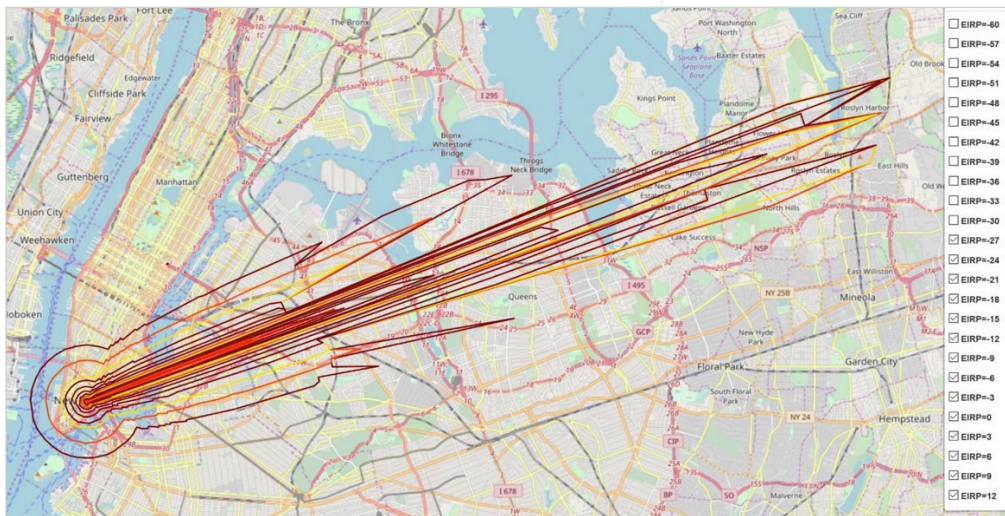 Palisades Park
Fort Lee
Ridgefield
Edgewater
Cliffside Park
Fairview
Guttenberg
Union City
Weehawken
Hoboken
Manhattan
The Bronx
I 295
Bronx-
Whitestone
Bridge
I 678
Throgs
Neck Bridge
Port Washington
North
Baxter Estates
Sands Point
Seaplane
Base
Sea Cliff
Kings Point
Plandome
Manor
Roslyn Harbor
Roslyn Estates
East Hills
North Hills
Lake Success
NSP
I 495
GCP
NY 25B
East Williston
Mineola
New Hyde
Park
Garden City
Floral Park
South Floral
Park
NY 24
Hempstead
Queens
CIP
BP
SO
Malverne
I 678
EIRP=-60
EIRP=-57
EIRP=-54
EIRP=-51
EIRP=-48
EIRP=-45
EIRP=-42
EIRP=-39
EIRP=-36
EIRP=-33
EIRP=-30
EIRP=-27
EIRP=-24
EIRP=-21
EIRP=-18
EIRP=-15
EIRP=-12
EIRP=-9
EIRP=-6
EIRP=-3
EIRP=0
EIRP=3
EIRP=6
EIRP=9
EIRP=12